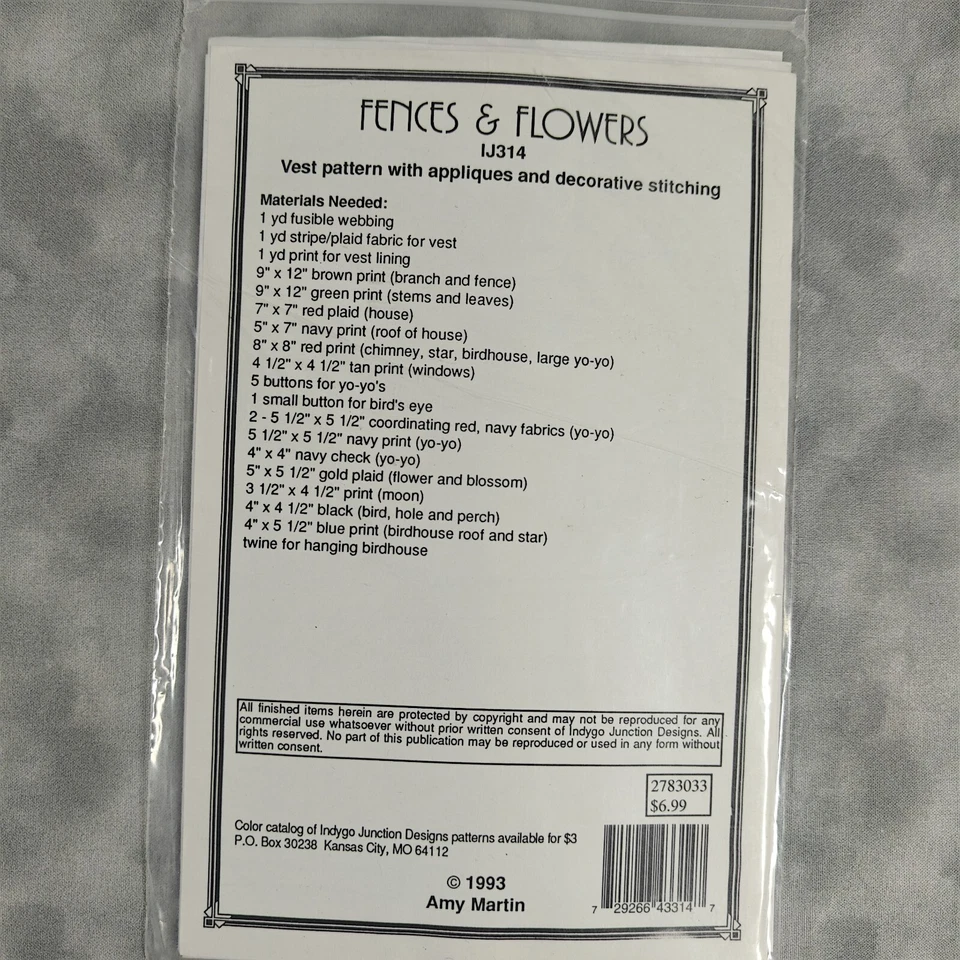 FENCES & FLOWERS
IJ314
Vest pattern with appliques and decorative stitching
Materials Needed:
1 yd fusible webbing
1 yd stripe/plaid fabric for vest
1 yd print for vest lining
9" x 12" brown print (branch and fence)
9" x 12" green print (stems and leaves)
7" x 7" red plaid (house)
5" x 7" navy print (roof of house)
8" x 8" red print (chimney, star, birdhouse, large yo-yo)
4 1/2" x 4 1/2" tan print (windows)
5 buttons for yo-yo's
1 small button for bird's eye
2 - 5 1/2" x 5 1/2" coordinating red, navy fabrics (yo-yo)
5 1/2" x 5 1/2" navy print (yo-yo)
4" x 4" navy check (yo-yo)
5" x 5 1/2" gold plaid (flower and blossom)
3 1/2" x 4 1/2" print (moon)
4" x 4 1/2" black (bird, hole and perch)
4" x 5 1/2" blue print (birdhouse roof and star)
twine for hanging birdhouse
All finished items herein are protected by copyright and may not be reproduced for any
commercial use whatsoever without prior written consent of Indygo Junction Designs. All
rights reserved. No part of this publication may be reproduced or used in any form without
written consent.
2783033
$6.99
Color catalog of Indygo Junction Designs patterns available for $3
P.O. Box 30238 Kansas City, MO 64112
© 1993
Amy Martin
7 29266 43314 7